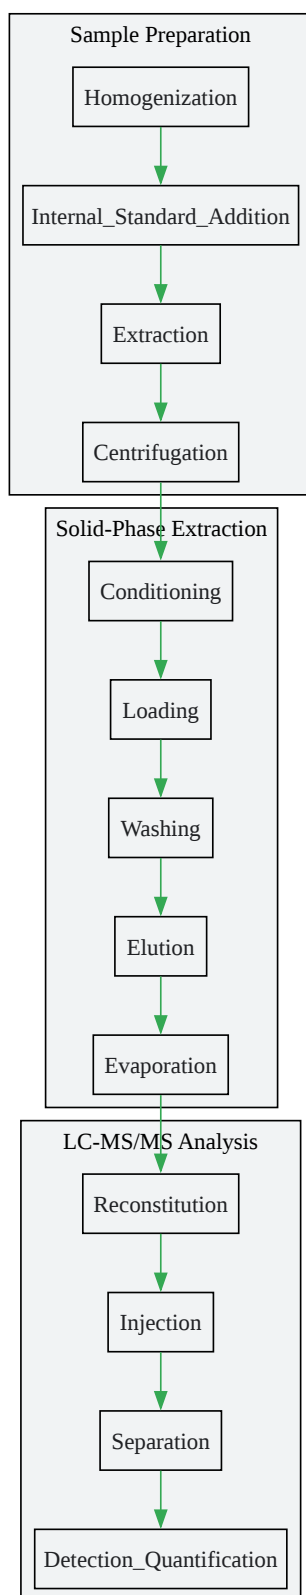 Sample Preparation
Homogenization
Internal_Standard_Addition
Extraction
Centrifugation
Solid-Phase Extraction
Conditioning
Loading
Washing
Elution
Evaporation
LC-MS/MS Analysis
Reconstitution
Injection
Separation
Detection_Quantification